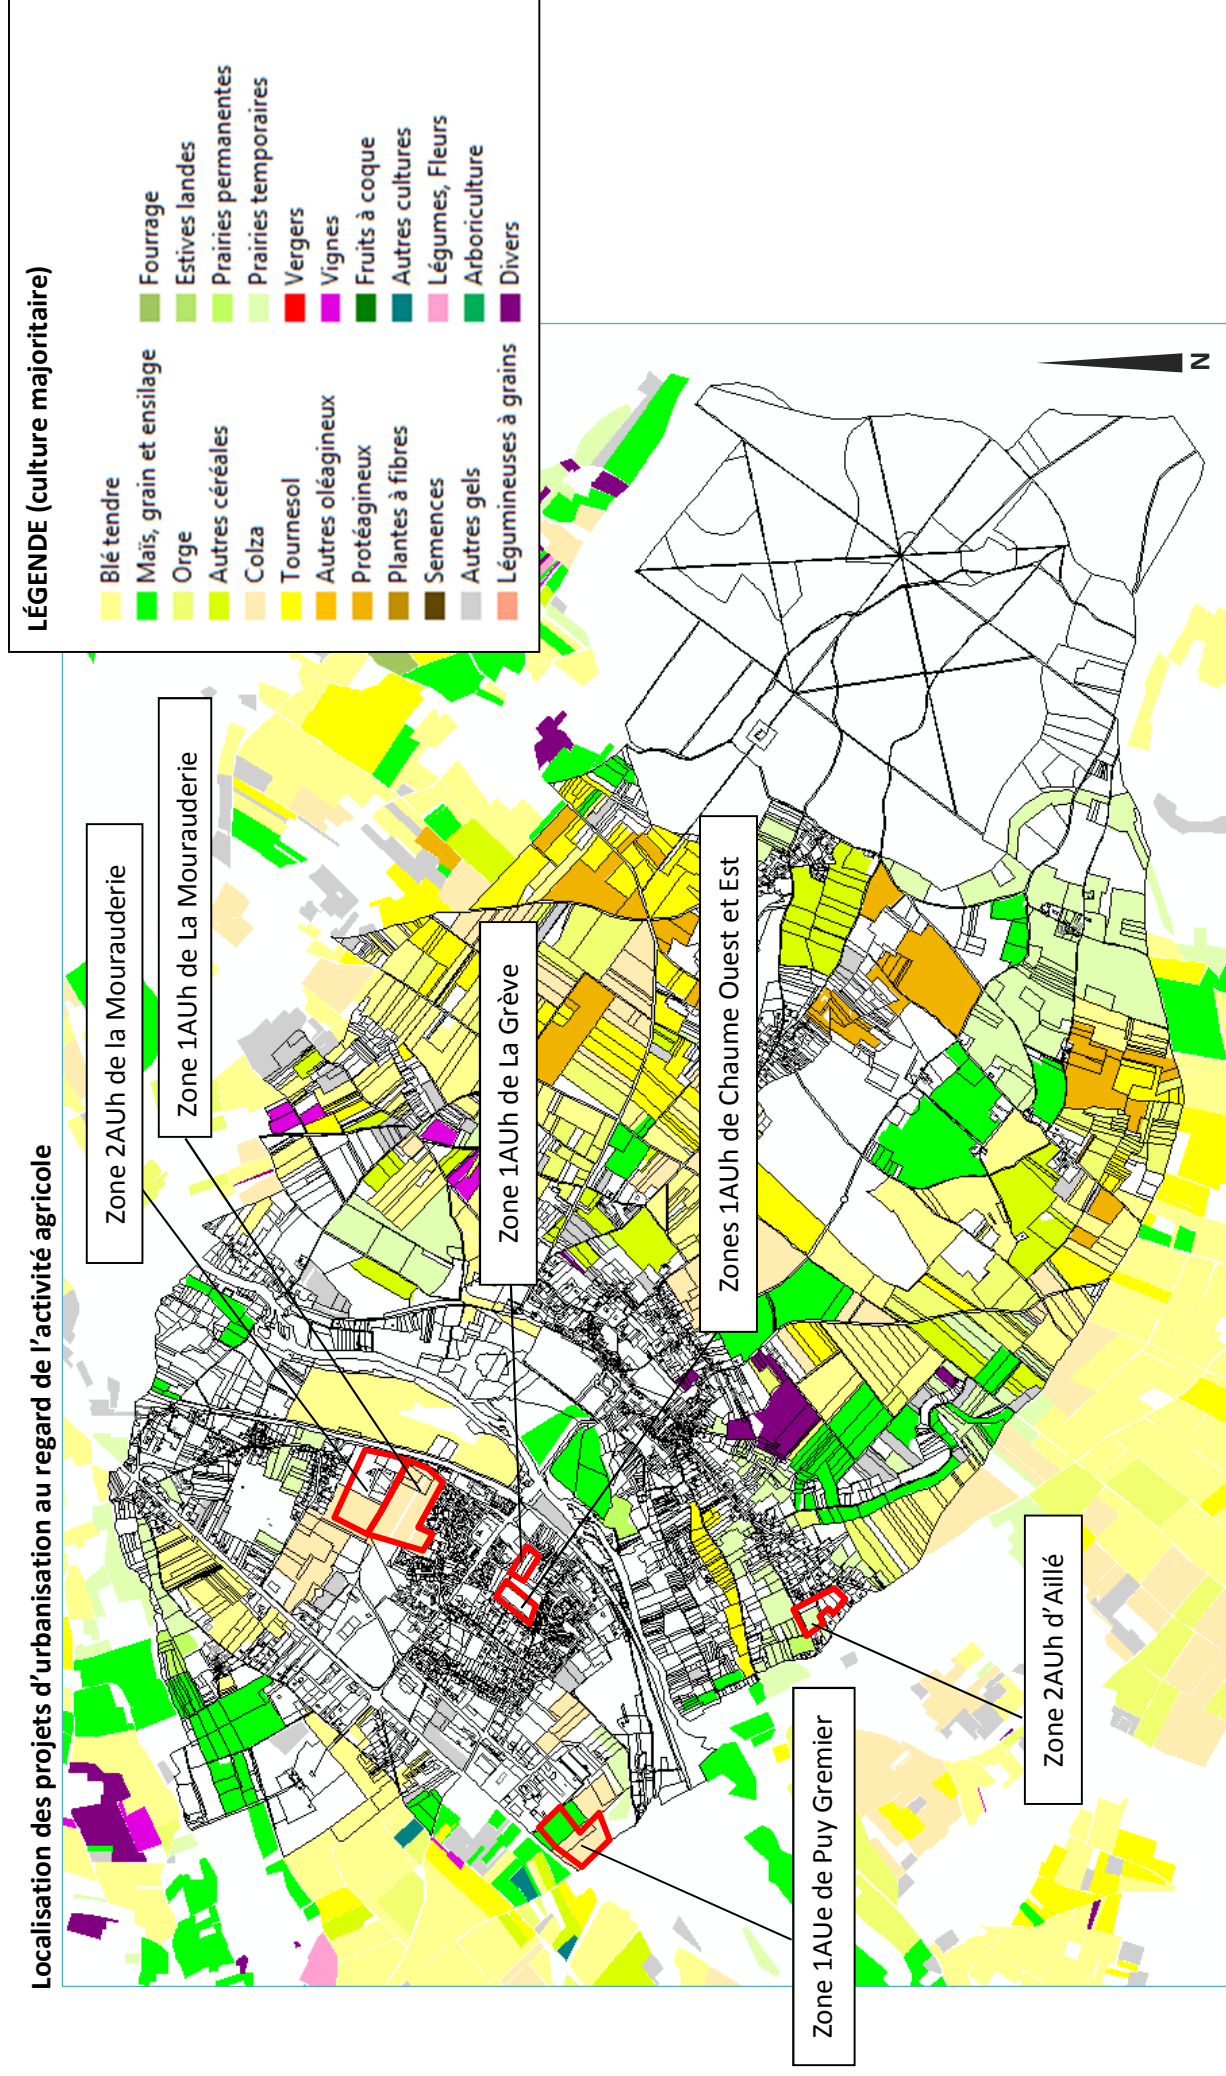 Localisation des projets d'urbanisation au regard de l'activité agricole
LÉGENDE (culture majoritaire)
Blé tendre
Maïs, grain et ensilage
Orge
Autres céréales
Colza
Tournesol
Autres oléagineux
Protéagineux
Plantes à fibres
Semences
Autres gels
Légumineuses à grains
Fourrage
Estives landes
Prairies permanentes
Prairies temporaires
Vergers
Vignes
Fruits à coque
Autres cultures
Légumes, Fleurs
Arboriculture
Divers
Zone 2AUh de la Mourauderie
Zone 1AUh de La Mourauderie
Zone 1AUh de La Grève
Zones 1AUh de Chaume Ouest et Est
Zone 1AUe de Puy Gremier
Zone 2AUh d'Aillé
N